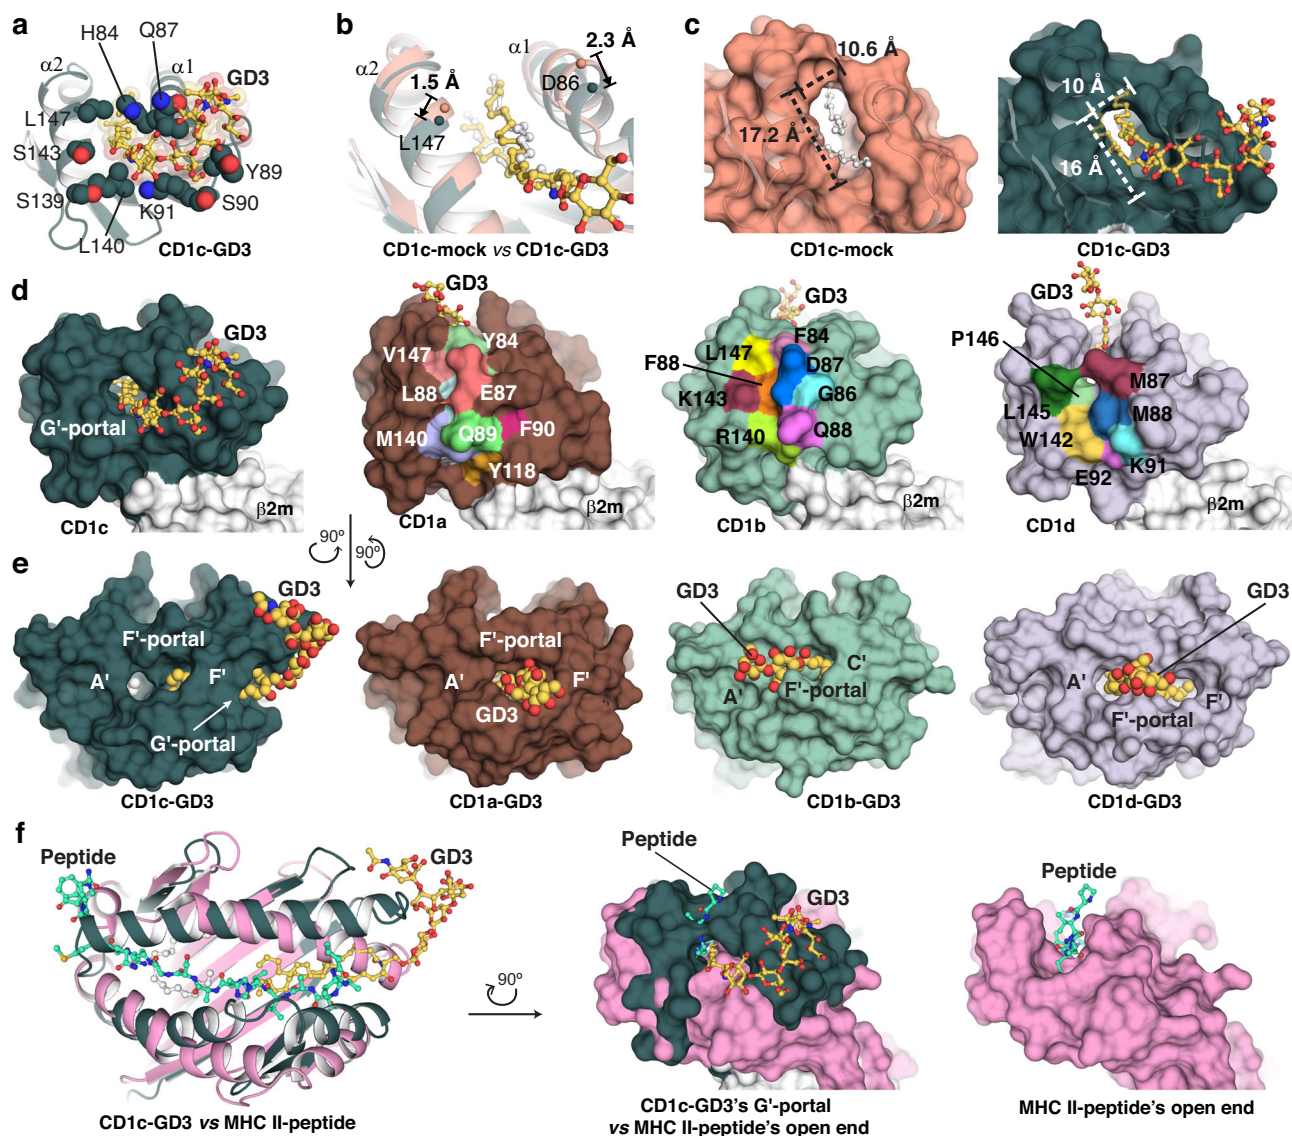 a
H84
Q87
α2
α1
GD3
L147
S143
Y89
S139
K91
S90
L140
CD1c-GD3
b
α2
α1
2.3 Å
1.5 Å
D86
L147
CD1c-mock vs CD1c-GD3
c
10.6 Å
17.2 Å
CD1c-mock
10 Å
16 Å
CD1c-GD3
d
GD3
G'-portal
β2m
CD1c
GD3
Y84
V147
L88
E87
M140
Q89
F90
Y118
β2m
CD1a
GD3
F84
L147
F88
D87
K143
G86
R140
Q88
β2m
CD1b
GD3
P146
M87
L145
M88
W142
K91
E92
β2m
CD1d
90º
90º
e
GD3
F'-portal
A'
F'
G'-portal
CD1c-GD3
F'-portal
A'
F'
GD3
CD1a-GD3
GD3
C'
A'
F'-portal
CD1b-GD3
GD3
A'
F'
F'-portal
CD1d-GD3
f
Peptide
GD3
CD1c-GD3 vs MHC II-peptide
90º
Peptide
GD3
CD1c-GD3's G'-portal
vs MHC II-peptide's open end
Peptide
MHC II-peptide's open end